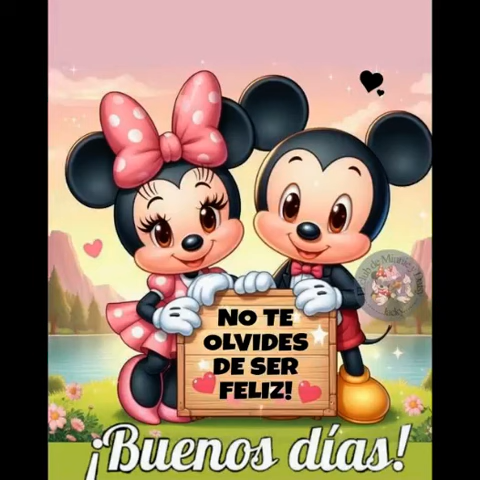 NO TE
OLVIDES
DE SER
FELIZ!
¡Buenos días!